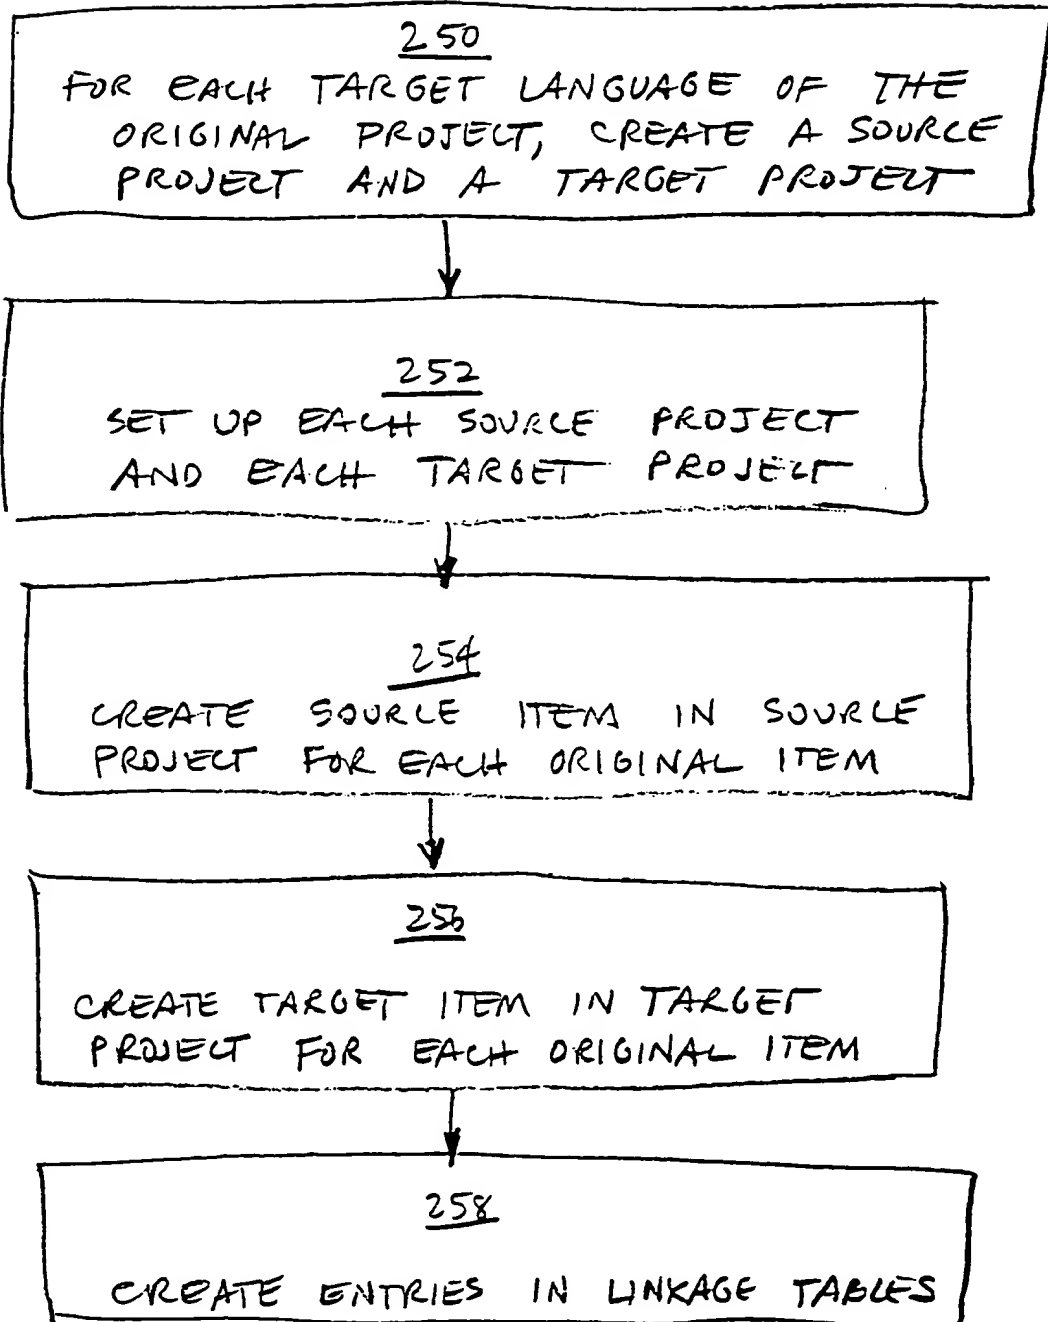 250
FOR EACH TARGET LANGUAGE OF THE
ORIGINAL PROJECT, CREATE A SOURCE
PROJECT AND A TARGET PROJECT
252
SET UP EACH SOURCE PROJECT
AND EACH TARGET PROJECT
254
CREATE SOURCE ITEM IN SOURCE
PROJECT FOR EACH ORIGINAL ITEM
256
CREATE TARGET ITEM IN TARGET
PROJECT FOR EACH ORIGINAL ITEM
258
CREATE ENTRIES IN LINKAGE TABLES